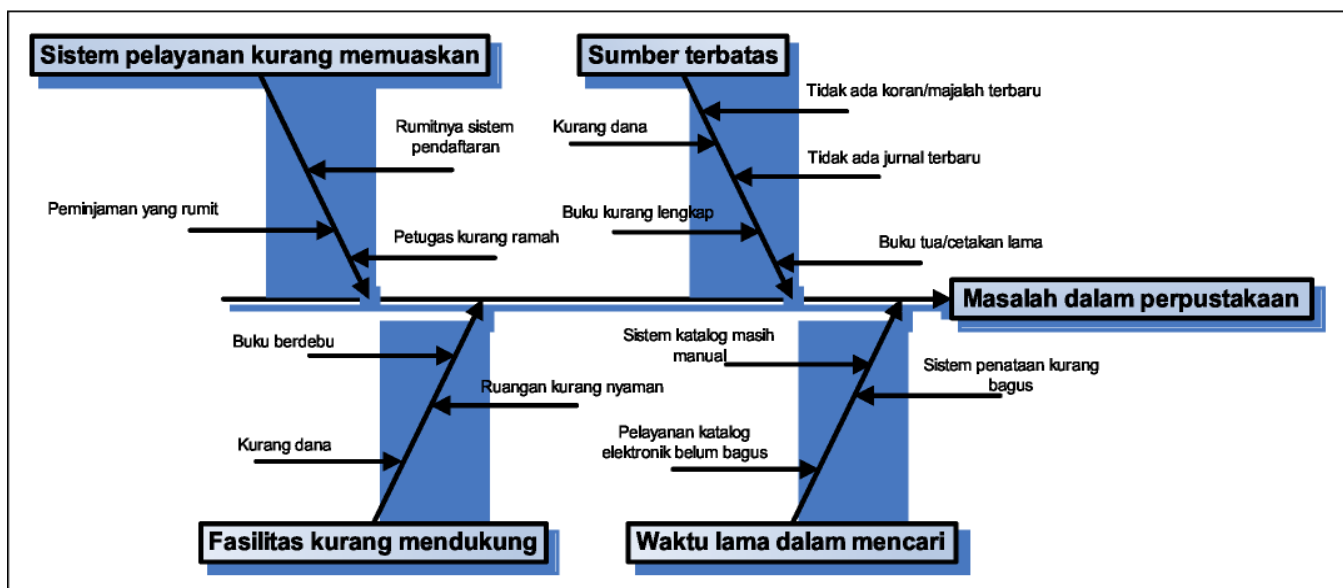 Sistem pelayanan kurang memuaskan
Sumber terbatas
Tidak ada koran/majalah terbaru
Rumitnya sistem
pendaftaran
Kurang dana
Tidak ada jurnal terbaru
Peminjaman yang rumit
Buku kurang lengkap
Petugas kurang ramah
Buku tua/cetakan lama
Masalah dalam perpustakaan
Buku berdebu
Sistem katalog masih
manual
Sistem penataan kurang
bagus
Ruangan kurang nyaman
Kurang dana
Pelayanan katalog
elektronik belum bagus
Fasilitas kurang mendukung
Waktu lama dalam mencari